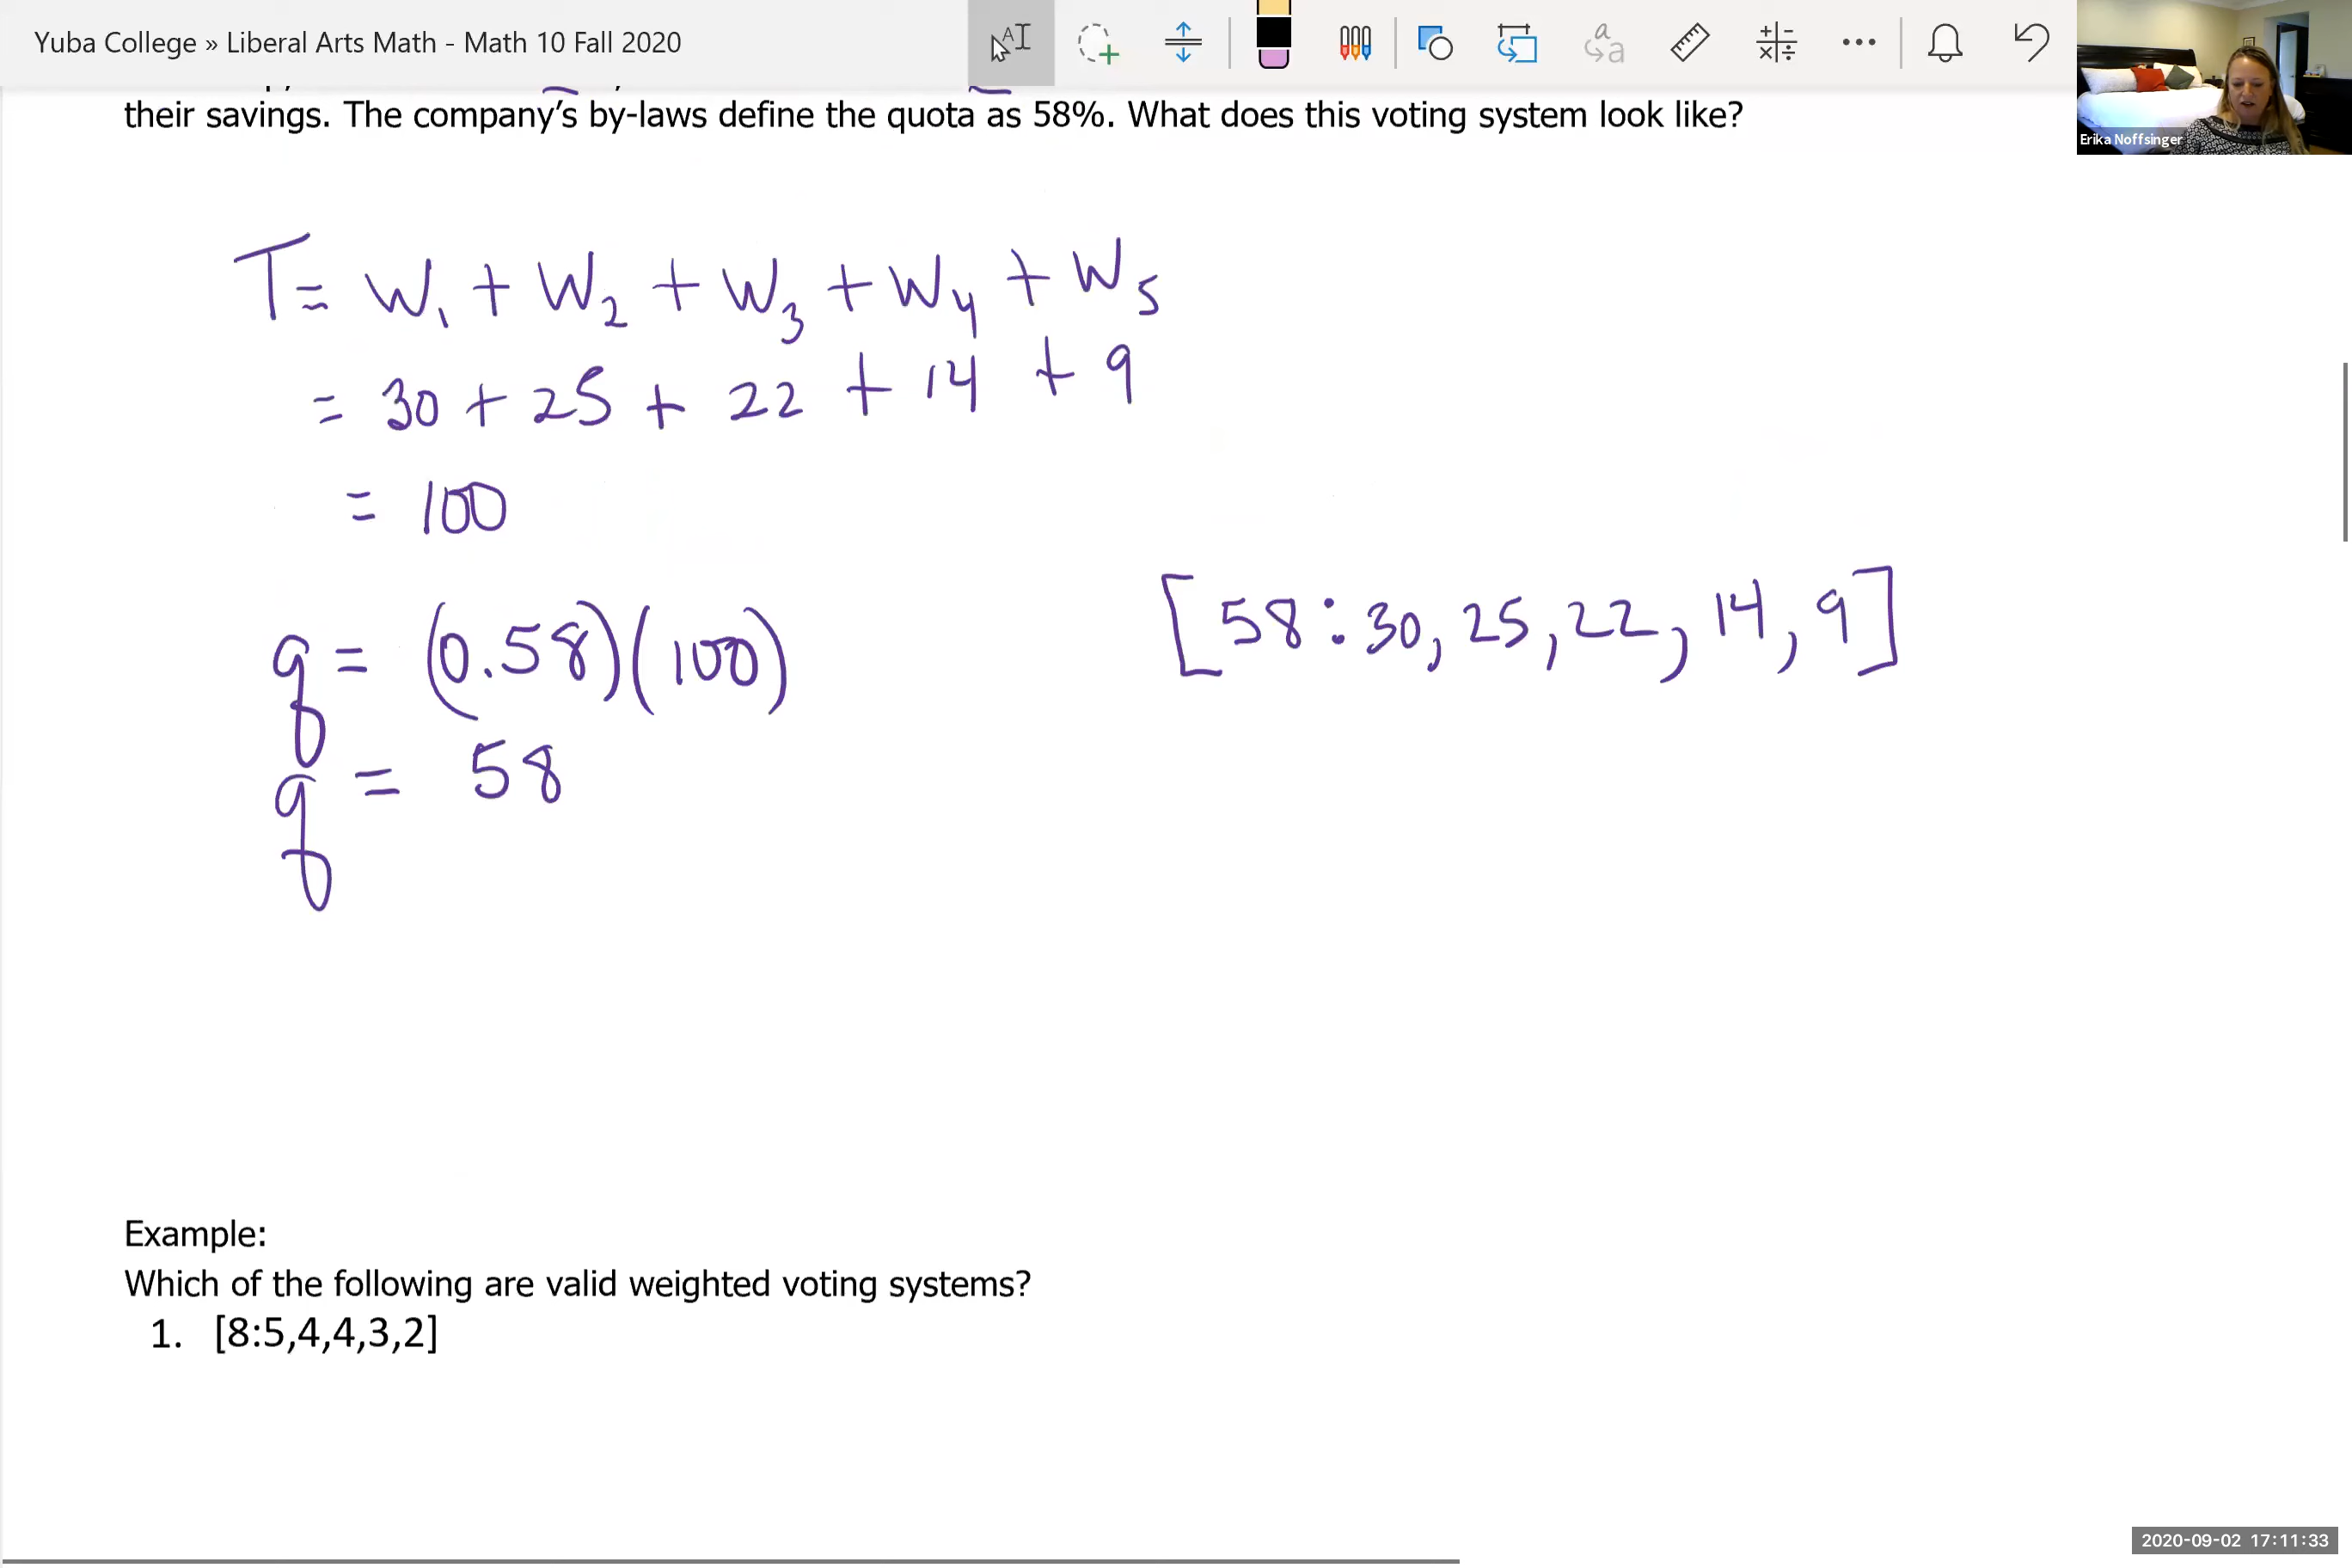 Yuba College » Liberal Arts Math - Math 10 Fall 2020
Erika Noffsinger
their savings. The company's by-laws define the quota as 58%. What does this voting system look like?
T = W₁ + W₂ + W₃ + W₄ + W₅
= 30 + 25 + 22 + 14 + 9
= 100
q = (0.58)(100)
[58: 30, 25, 22, 14, 9]
q = 58
Example:
Which of the following are valid weighted voting systems?
1. [8:5,4,4,3,2]
2020-09-02 17:11:33